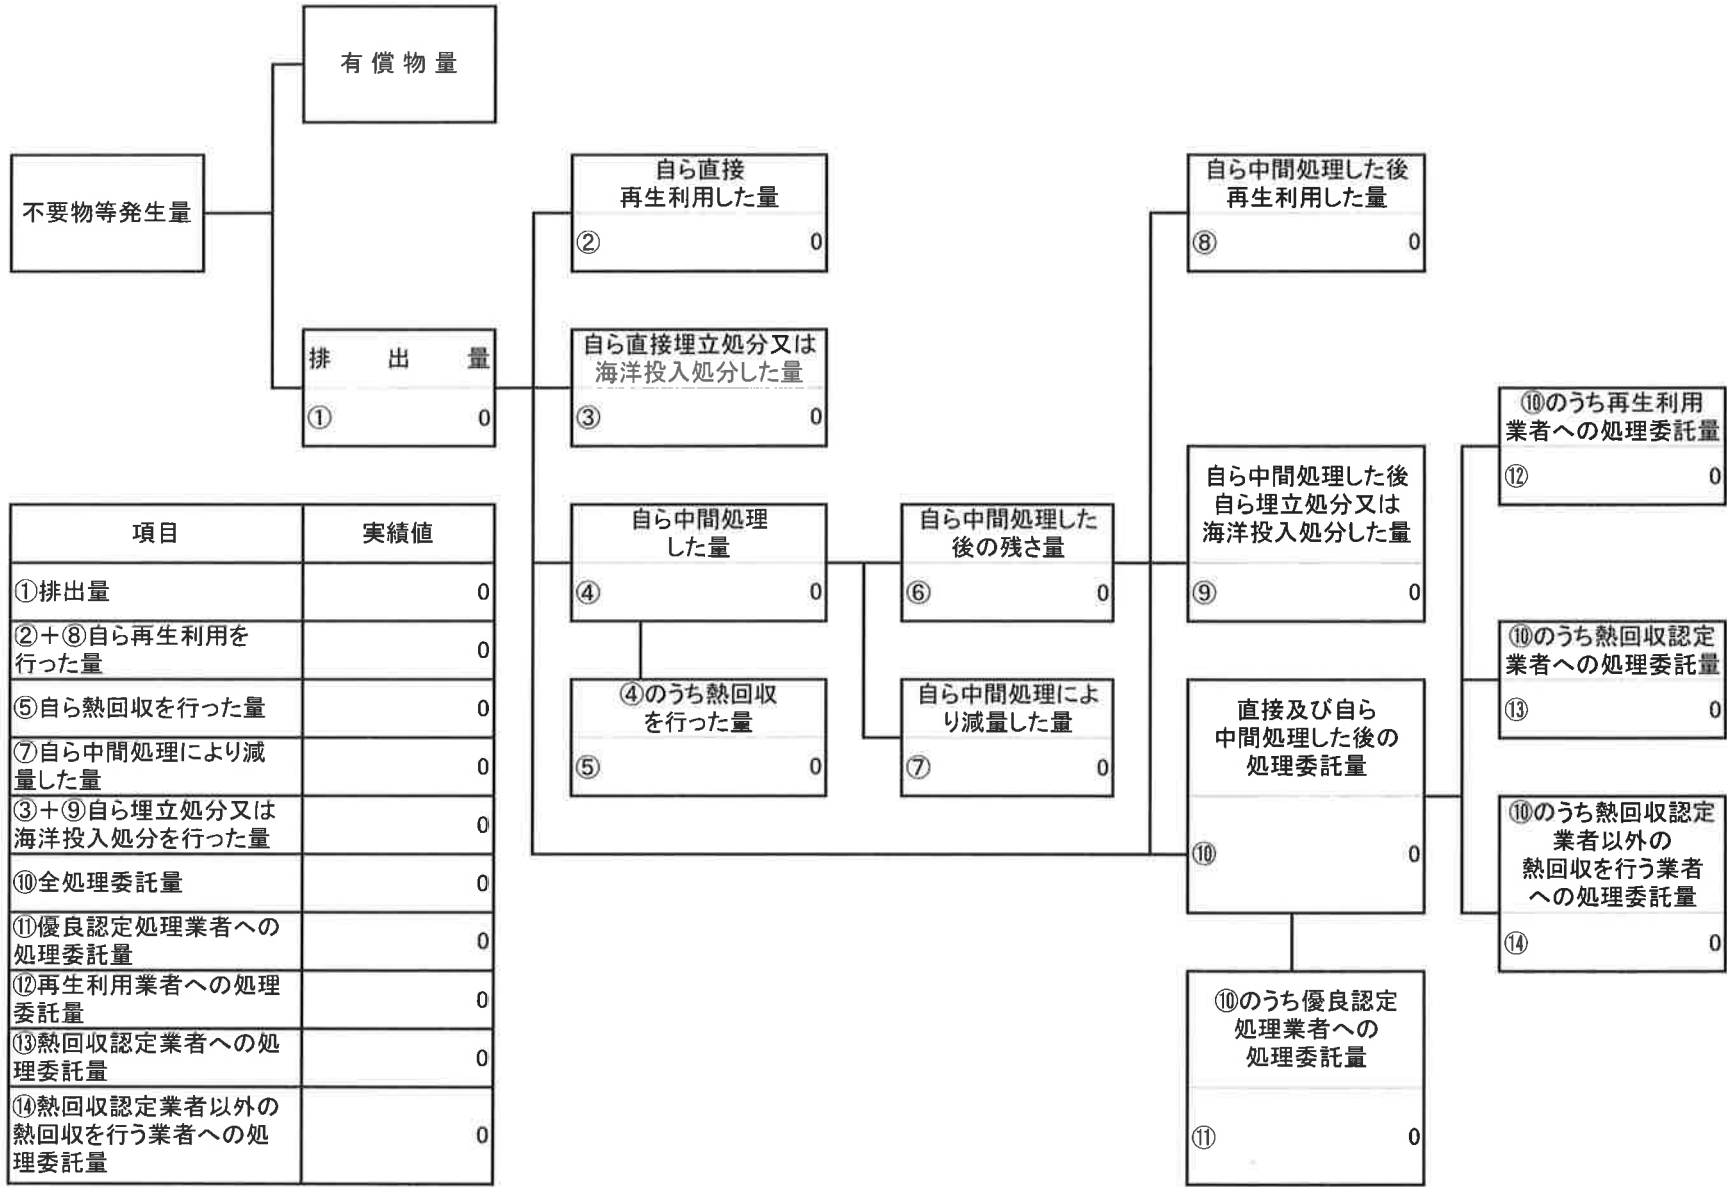 有償物量
不要物等発生量
排出量
① 0
自ら直接
再生利用した量
② 0
自ら直接埋立処分又は
海洋投入処分した量
③ 0
自ら中間処理
した量
④ 0
④のうち熱回収
を行った量
⑤ 0
自ら中間処理した
後の残さ量
⑥ 0
自ら中間処理によ
り減量した量
⑦ 0
自ら中間処理した後
再生利用した量
⑧ 0
自ら中間処理した後
自ら埋立処分又は
海洋投入処分した量
⑨ 0
直接及び自ら
中間処理した後の
処理委託量
⑩ 0
⑩のうち優良認定
処理業者への
処理委託量
⑪ 0
⑩のうち再生利用
業者への処理委託量
⑫ 0
⑩のうち熱回収認定
業者への処理委託量
⑬ 0
⑩のうち熱回収認定
業者以外の
熱回収を行う業者
への処理委託量
⑭ 0
項目 実績値
①排出量 0
②＋⑧自ら再生利用を
行った量 0
⑤自ら熱回収を行った量 0
⑦自ら中間処理により減
量した量 0
③＋⑨自ら埋立処分又は
海洋投入処分を行った量 0
⑩全処理委託量 0
⑪優良認定処理業者への
処理委託量 0
⑫再生利用業者への処理
委託量 0
⑬熱回収認定業者への処
理委託量 0
⑭熱回収認定業者以外の
熱回収を行う業者への処
理委託量 0